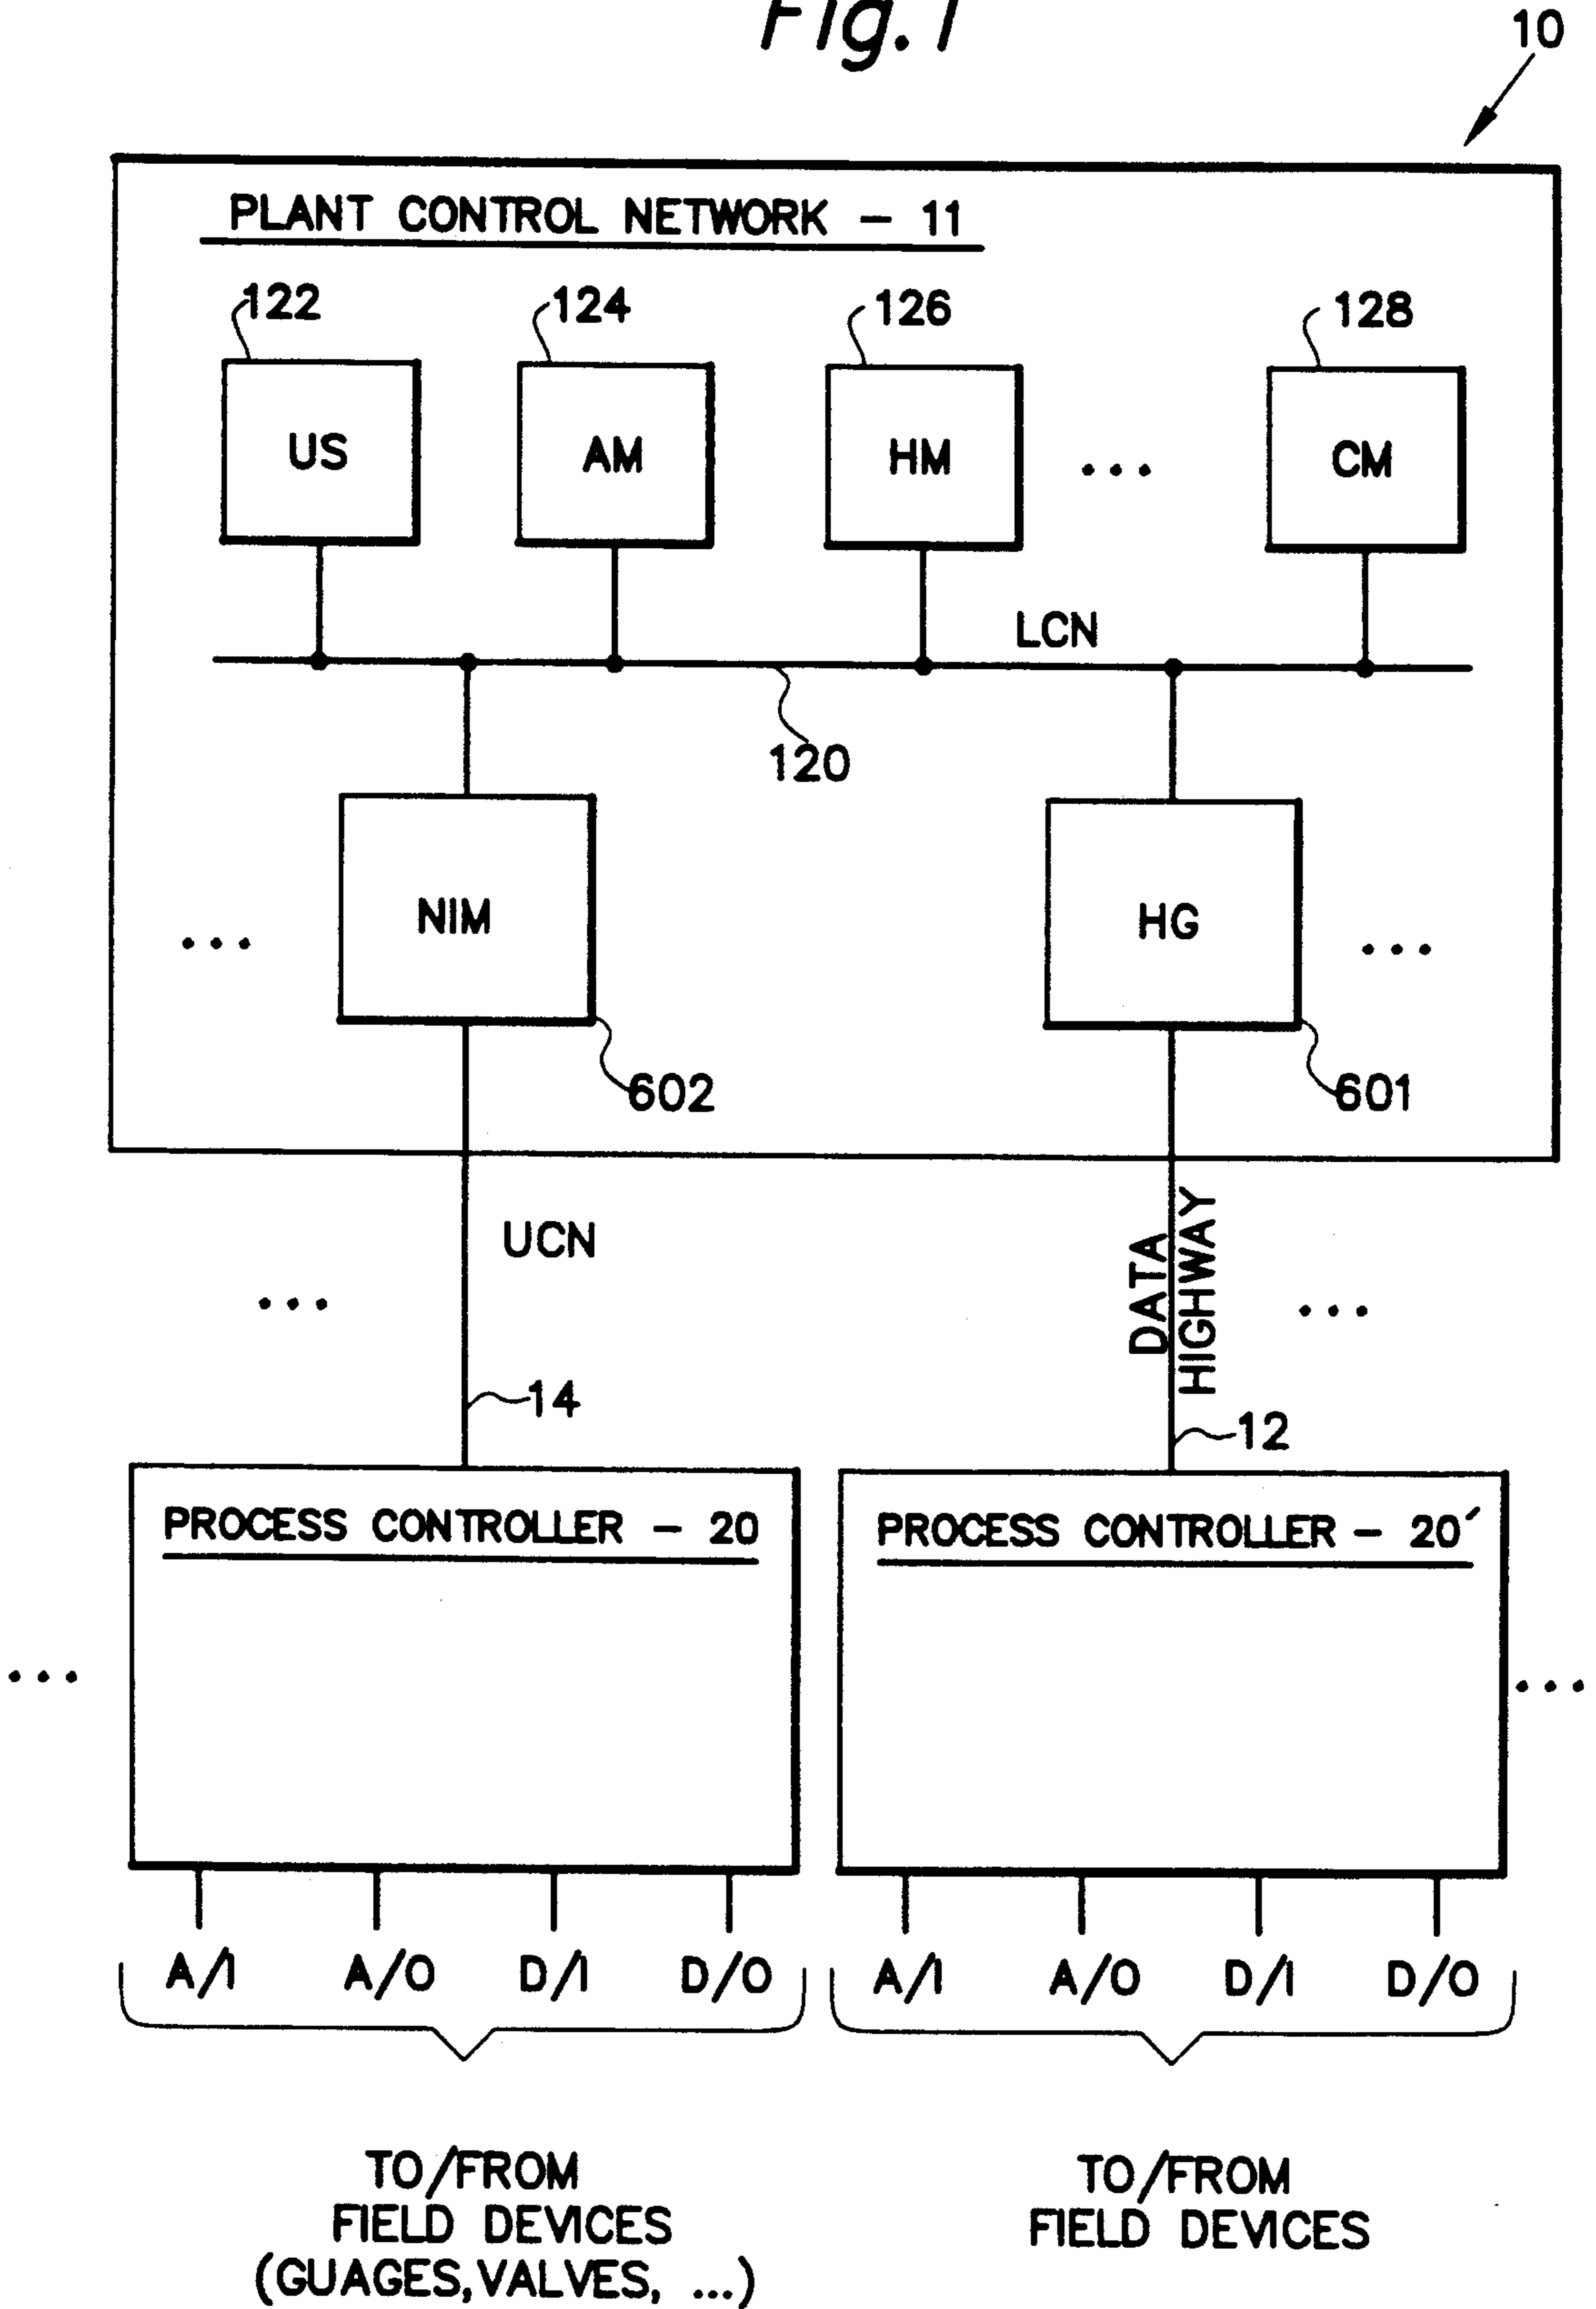 Fig. 1
10
PLANT CONTROL NETWORK - 11
122
124
126
128
US
AM
HM
...
CM
LCN
120
NIM
HG
...
...
602
601
UCN
DATA
HIGHWAY
...
...
14
12
PROCESS CONTROLLER - 20
PROCESS CONTROLLER - 20´
...
...
A/I
A/O
D/I
D/O
A/I
A/O
D/I
D/O
TO/FROM
FIELD DEVICES
(GUAGES, VALVES, ...)
TO/FROM
FIELD DEVICES